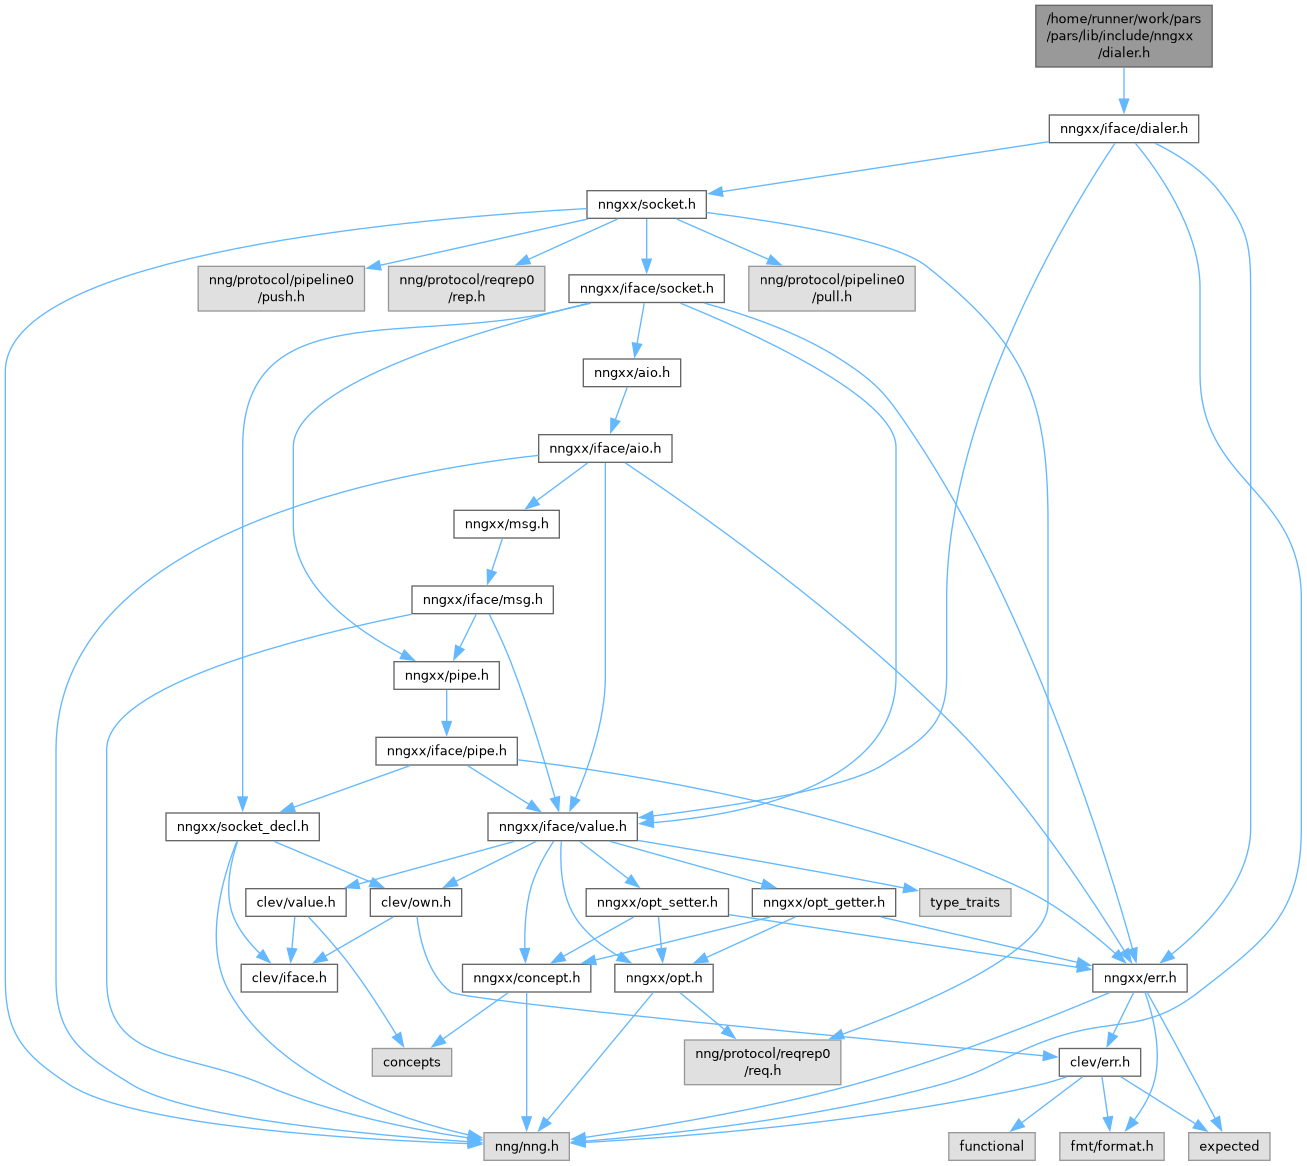 /home/runner/work/pars
/pars/lib/include/nngxx
/dialer.h
nngxx/iface/dialer.h
nngxx/socket.h
nng/protocol/pipeline0
/push.h
nng/protocol/reqrep0
/rep.h
nngxx/iface/socket.h
nng/protocol/pipeline0
/pull.h
nngxx/aio.h
nngxx/iface/aio.h
nngxx/msg.h
nngxx/iface/msg.h
nngxx/pipe.h
nngxx/iface/pipe.h
nngxx/socket_decl.h
nngxx/iface/value.h
clev/value.h
clev/own.h
nngxx/opt_setter.h
nngxx/opt_getter.h
type_traits
clev/iface.h
nngxx/concept.h
nngxx/opt.h
nngxx/err.h
concepts
nng/protocol/reqrep0
/req.h
clev/err.h
nng/nng.h
functional
fmt/format.h
expected